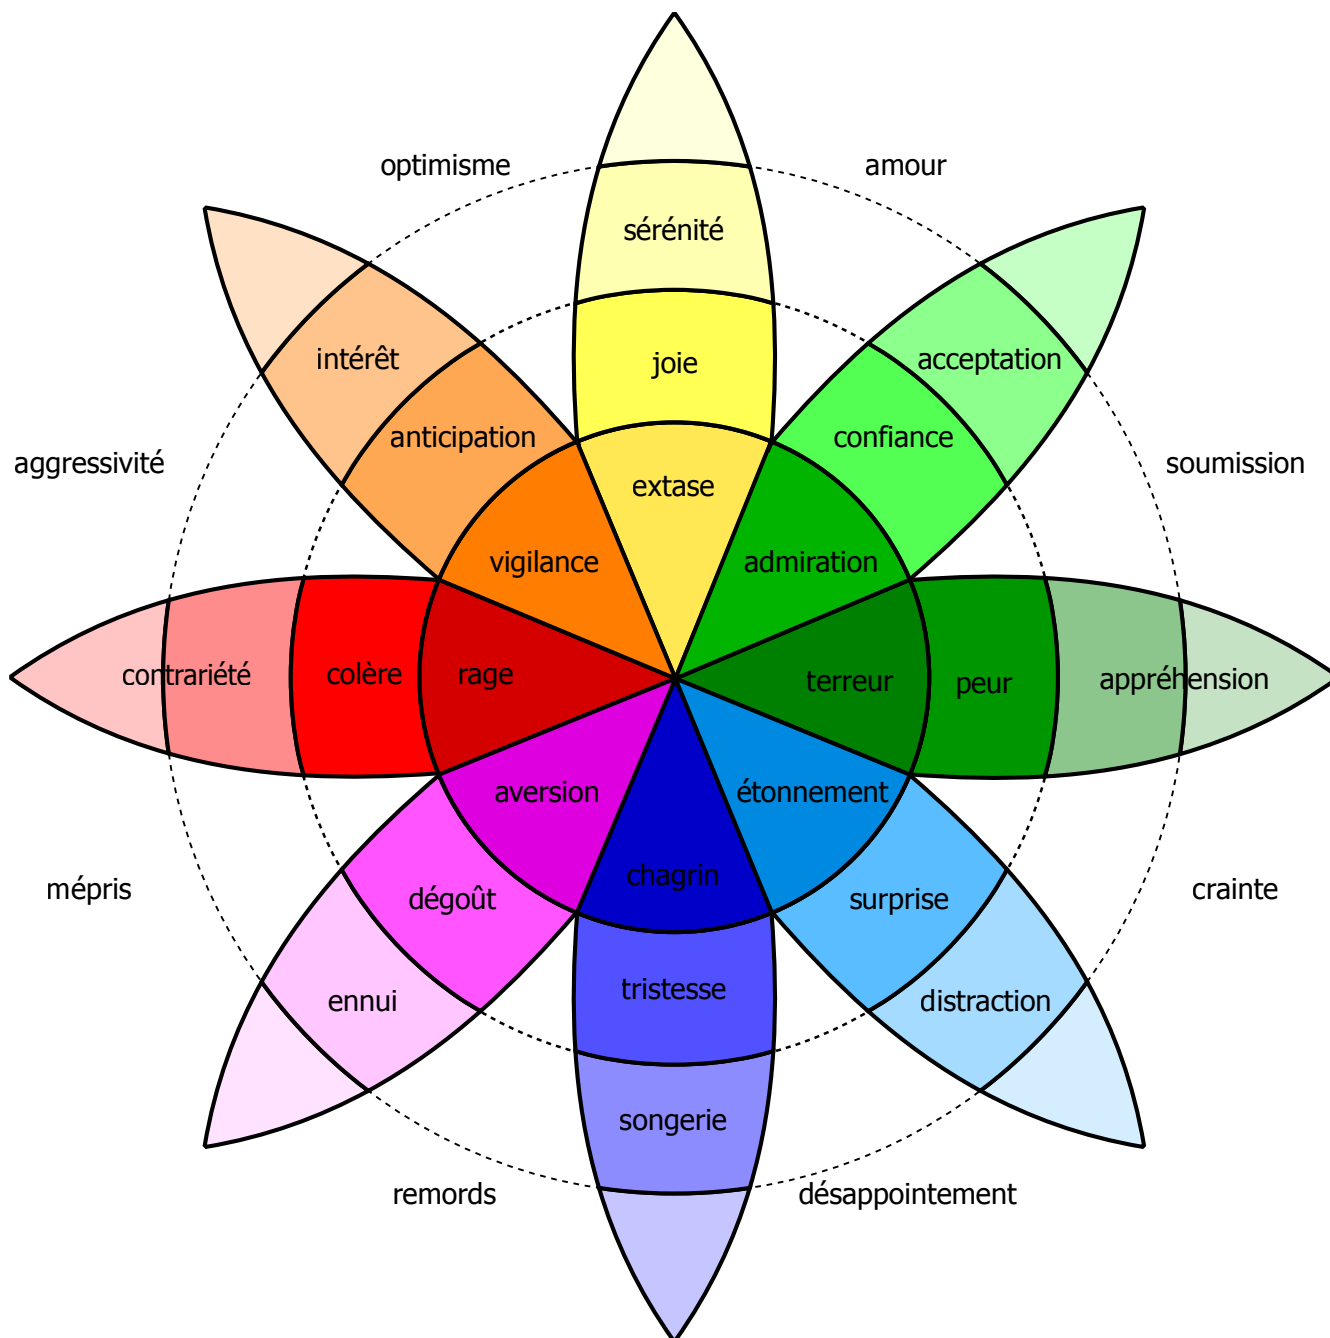 optimisme
amour
sérénité
intérêt
acceptation
joie
anticipation
confiance
aggressivité
soumission
extase
vigilance
admiration
contrariété
colère
rage
terreur
peur
appréhension
aversion
étonnement
chagrin
mépris
crainte
dégoût
surprise
tristesse
ennui
distraction
songerie
remords
désappointement